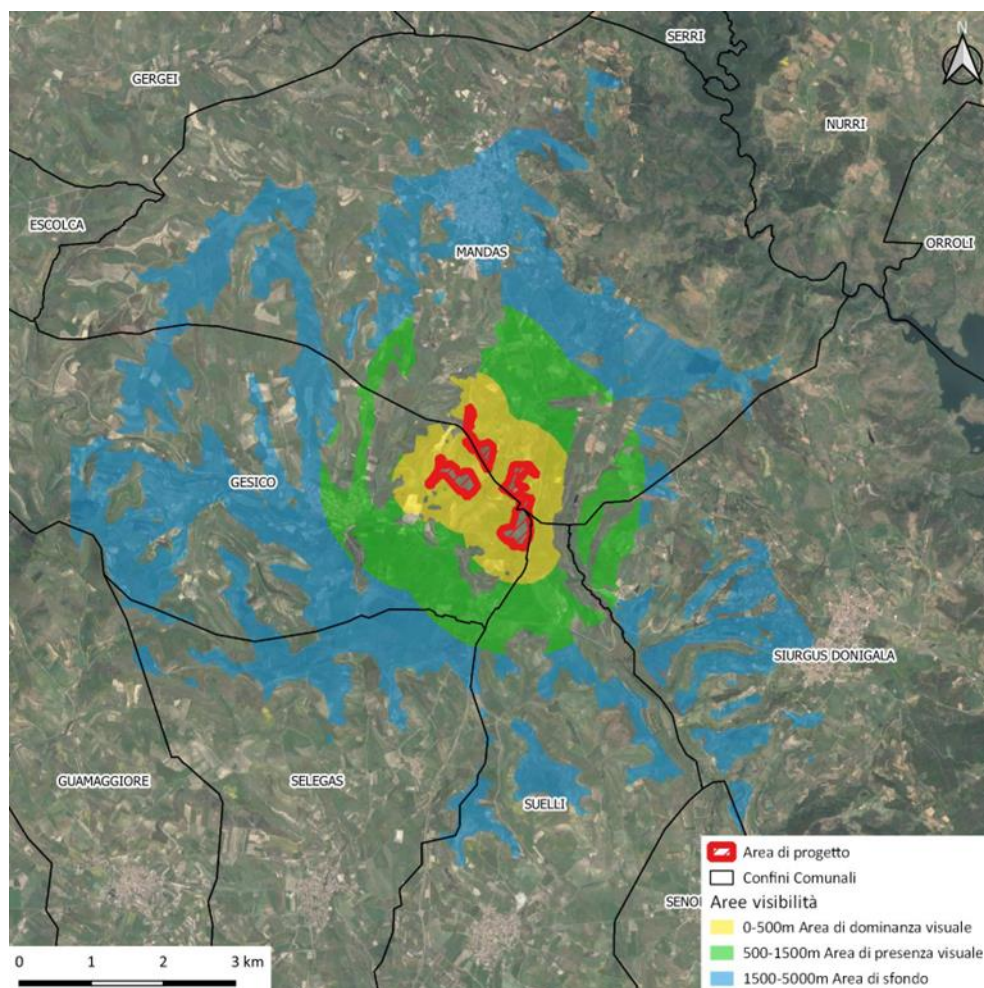 SERRI
N
GERGEI
NURRI
ESCOLCA
ORROLI
MANDAS
GESICO
SIURGUS DONIGALA
GUAMAGGIORE
SELEGAS
SUELLI
Area di progetto
Confini Comunali
Aree visibilità
0-500m Area di dominanza visuale
500-1500m Area di presenza visuale
1500-5000m Area di sfondo
0 1 2 3 km